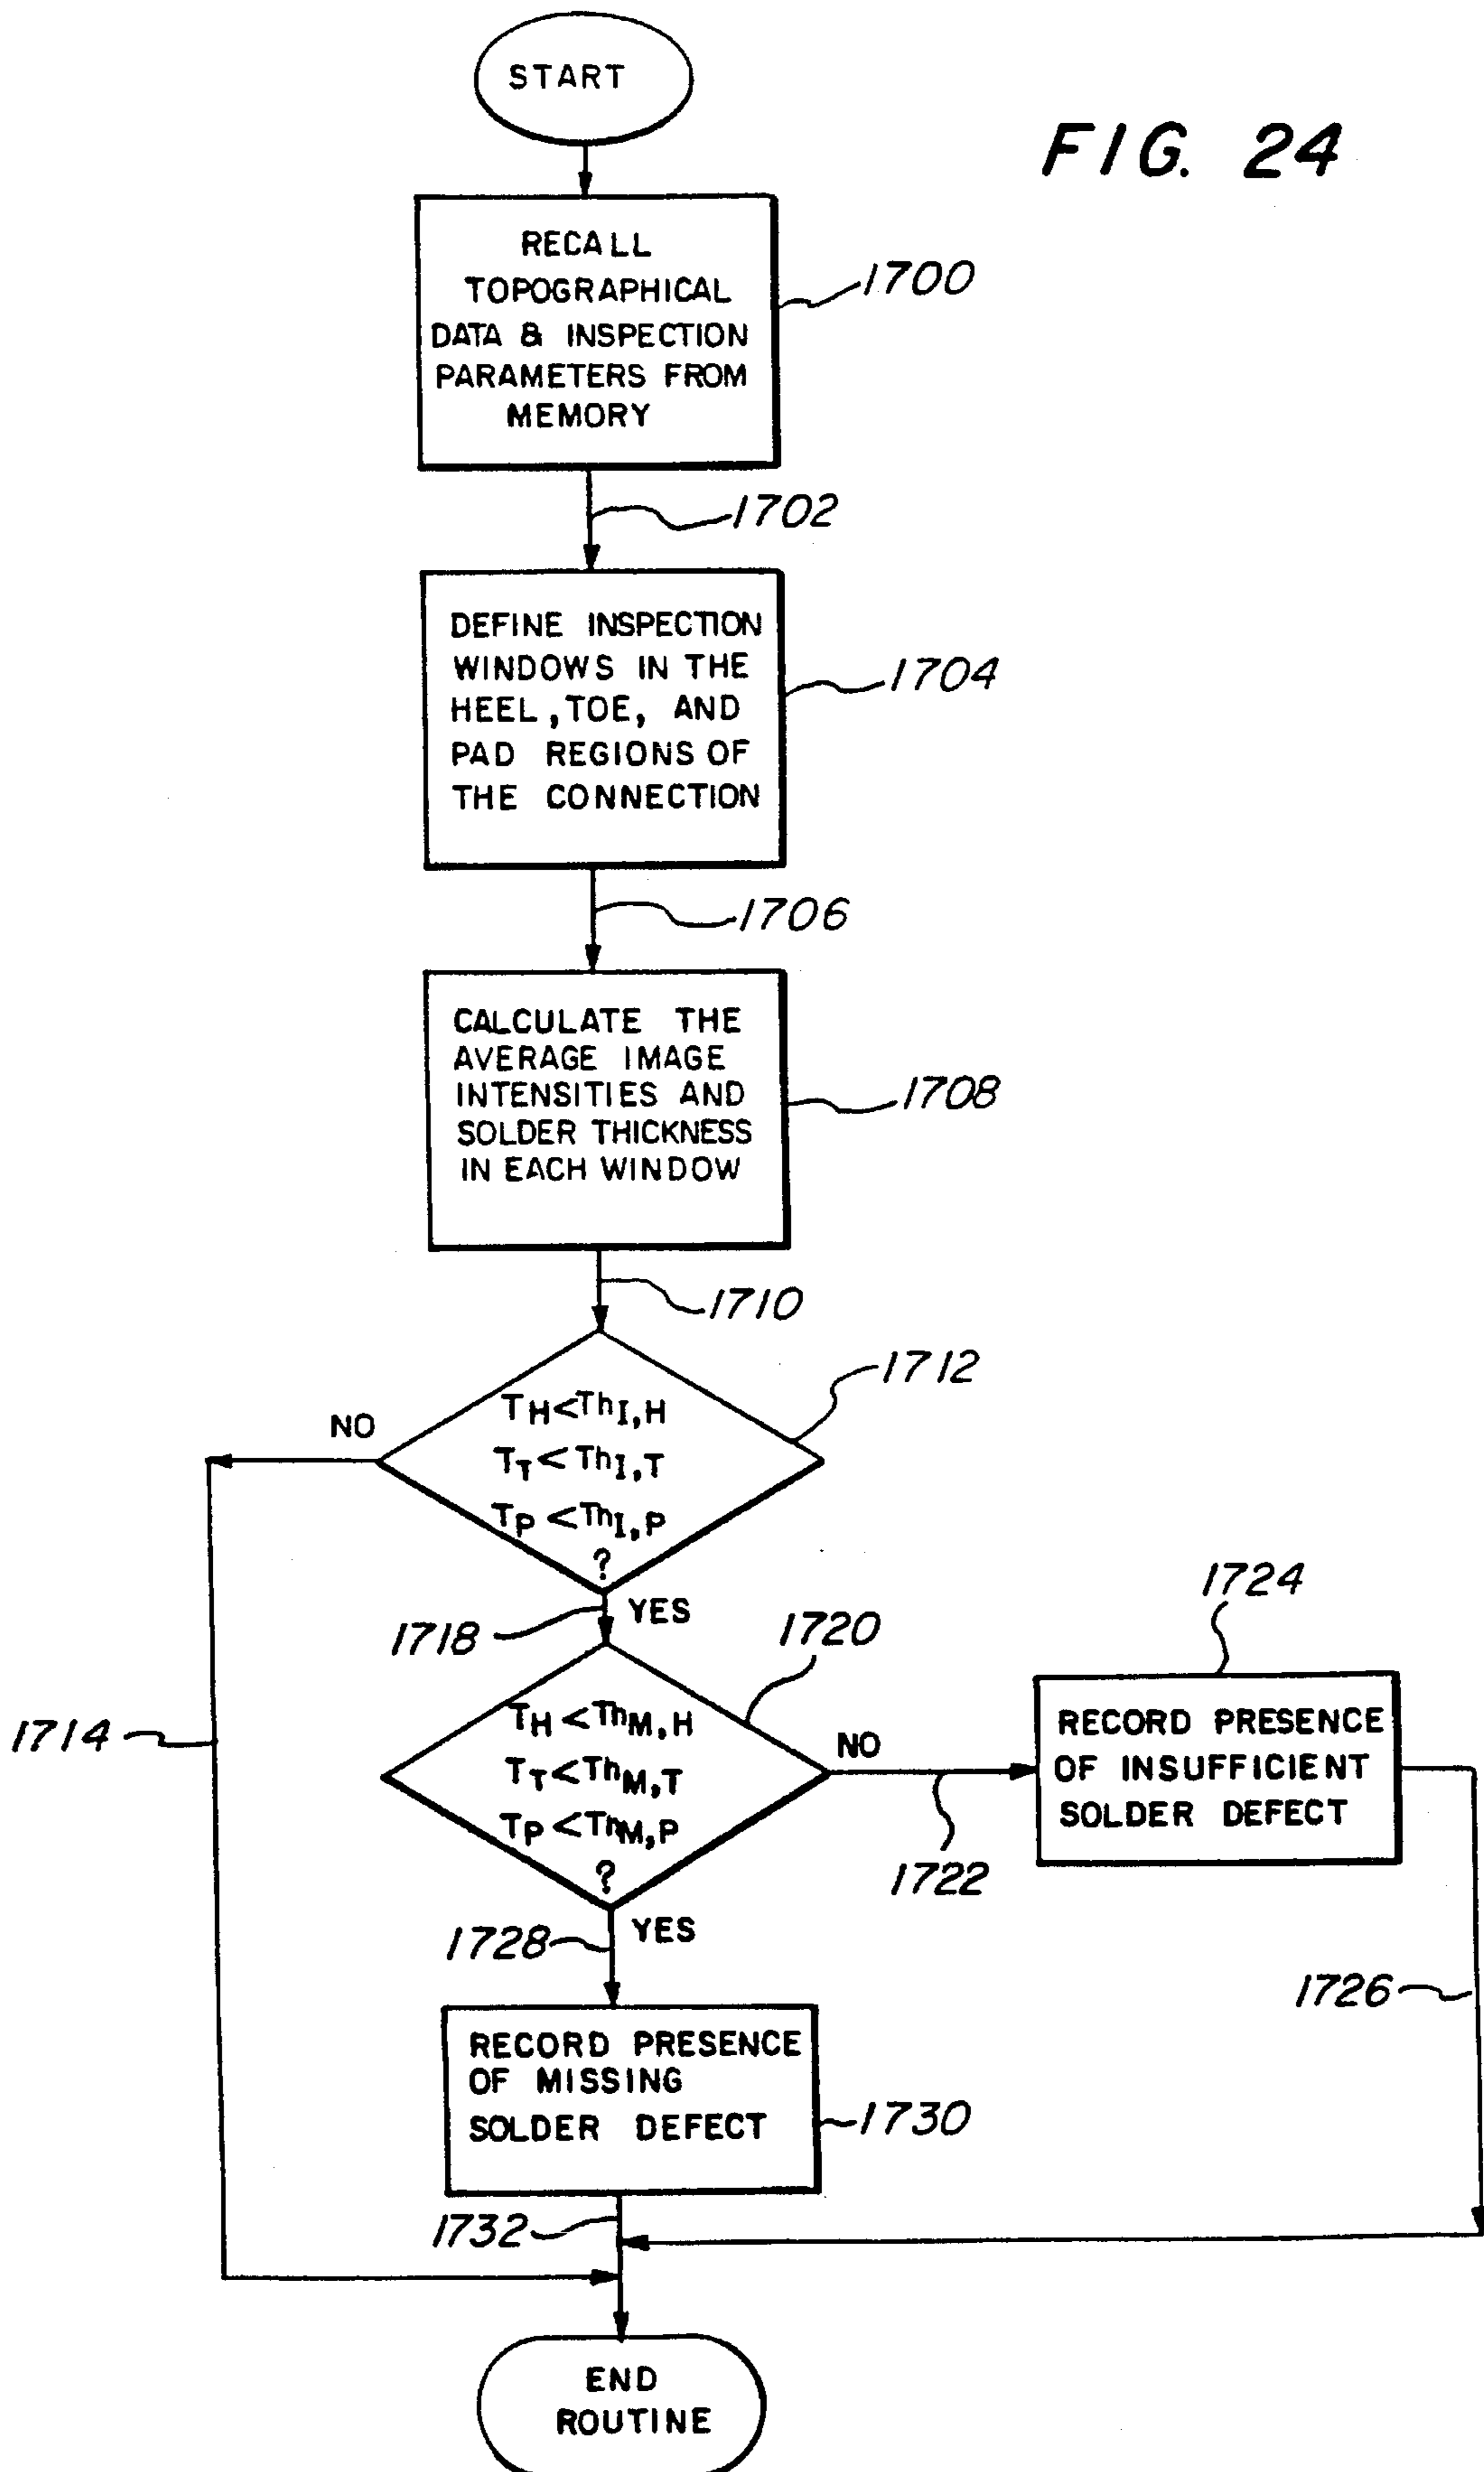 START
FIG. 24
RECALL
TOPOGRAPHICAL
DATA & INSPECTION
PARAMETERS FROM
MEMORY
1700
1702
DEFINE INSPECTION
WINDOWS IN THE
HEEL, TOE, AND
PAD REGIONS OF
THE CONNECTION
1704
1706
CALCULATE THE
AVERAGE IMAGE
INTENSITIES AND
SOLDER THICKNESS
IN EACH WINDOW
1708
1710
1712
NO
TH<ThI,H
TT<ThI,T
TP<ThI,P
?
1718
YES
1720
1724
1714
TH<ThM,H
TT<ThM,T
TP<ThM,P
?
NO
1722
RECORD PRESENCE
OF INSUFFICIENT
SOLDER DEFECT
1728
YES
1726
RECORD PRESENCE
OF MISSING
SOLDER DEFECT
1730
1732
END
ROUTINE